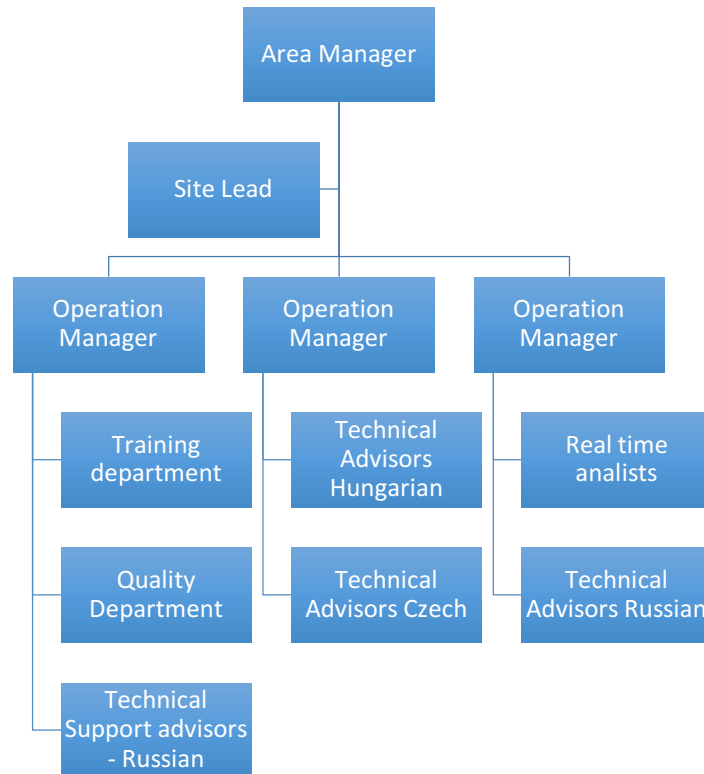 Area Manager
Site Lead
Operation
Manager
Operation
Manager
Operation
Manager
Training
department
Technical
Advisors
Hungarian
Real time
analists
Quality
Department
Technical
Advisors Czech
Technical
Advisors Russian
Technical
Support advisors
- Russian